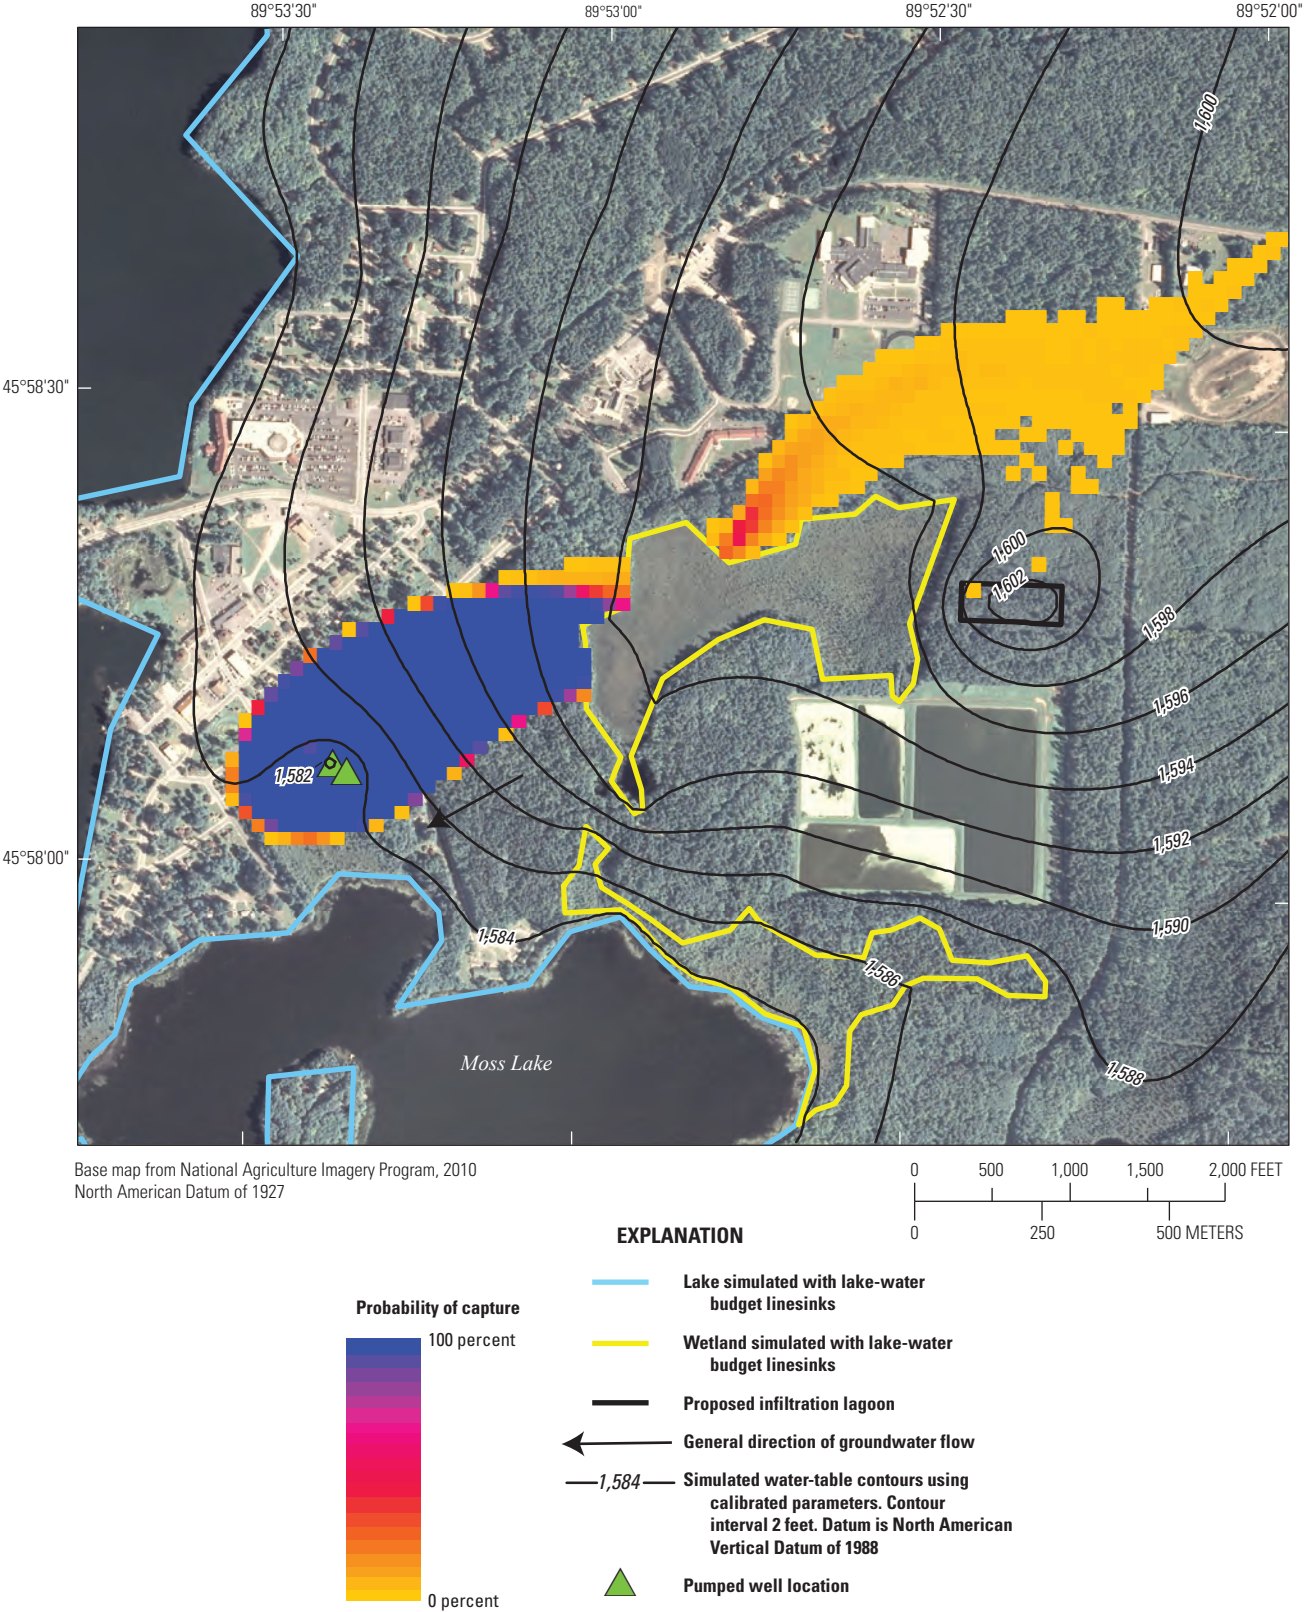 89°53'30"
89°53'00"
89°52'30"
89°52'00"
1,600
45°58'30"
1,600
1,602
1,598
1,596
1,582
1,594
1,592
45°58'00"
1,590
1,584
1,586
Moss Lake
1,588
Base map from National Agriculture Imagery Program, 2010
North American Datum of 1927
0 500 1,000 1,500 2,000 FEET
0 250 500 METERS
EXPLANATION
Probability of capture
100 percent
0 percent
Lake simulated with lake-water
budget linesinks
Wetland simulated with lake-water
budget linesinks
Proposed infiltration lagoon
General direction of groundwater flow
1,584
Simulated water-table contours using
calibrated parameters. Contour
interval 2 feet. Datum is North American
Vertical Datum of 1988
Pumped well location